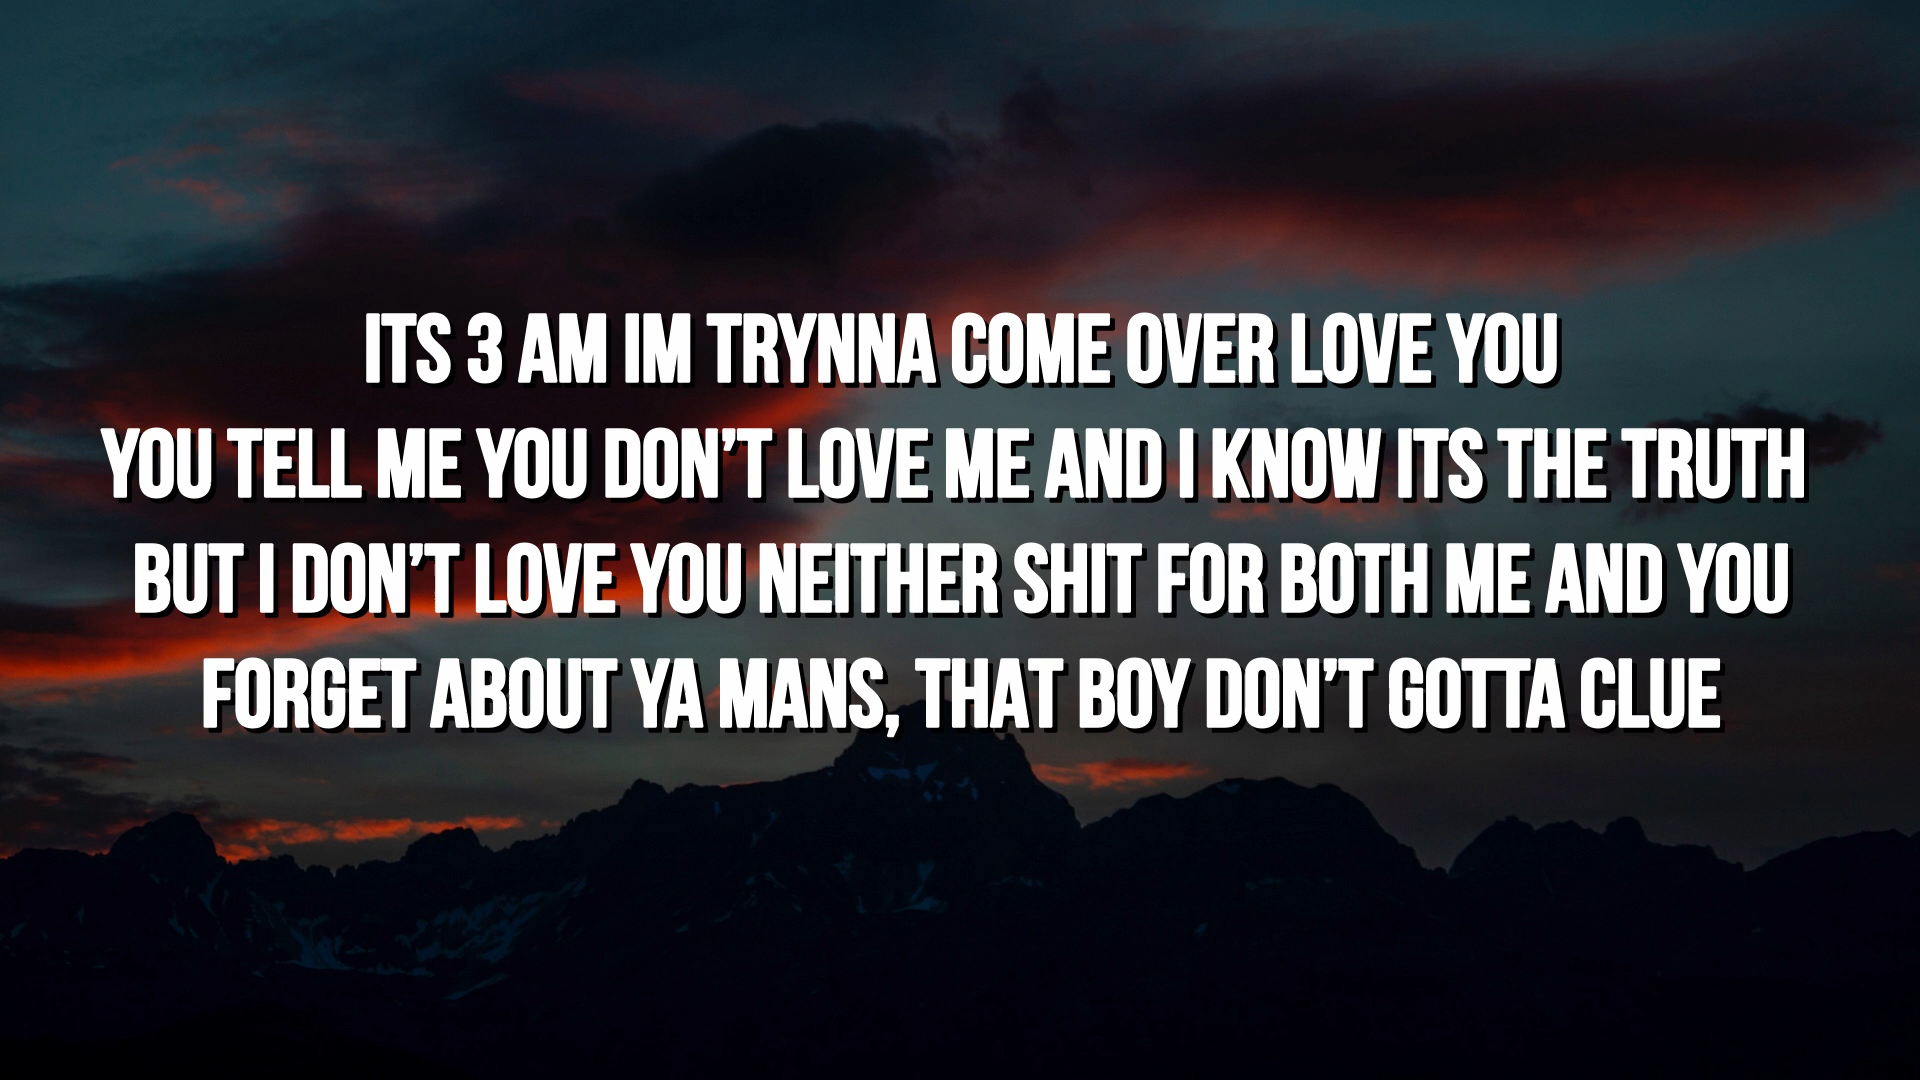 ITS 3 AM IM TRYNNA COME OVER LOVE YOU
YOU TELL ME YOU DON’T LOVE ME AND I KNOW ITS THE TRUTH
BUT I DON’T LOVE YOU NEITHER SHIT FOR BOTH ME AND YOU
FORGET ABOUT YA MANS, THAT BOY DON’T GOTTA CLUE